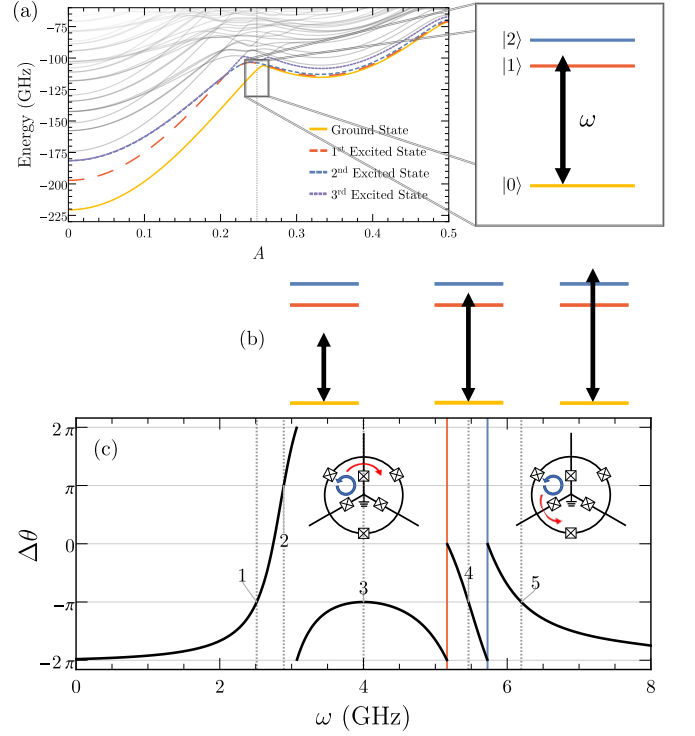 (a)
Energy (GHz)
−75
−100
−125
−150
−175
−200
−225
0
0.1
0.2
0.3
0.4
0.5
A
Ground State
1st Excited State
2nd Excited State
3rd Excited State
|2⟩
|1⟩
ω
|0⟩
(b)
(c)
Δθ
2 π
π
0
−π
−2 π
1
2
3
4
5
0
2
4
6
8
ω (GHz)